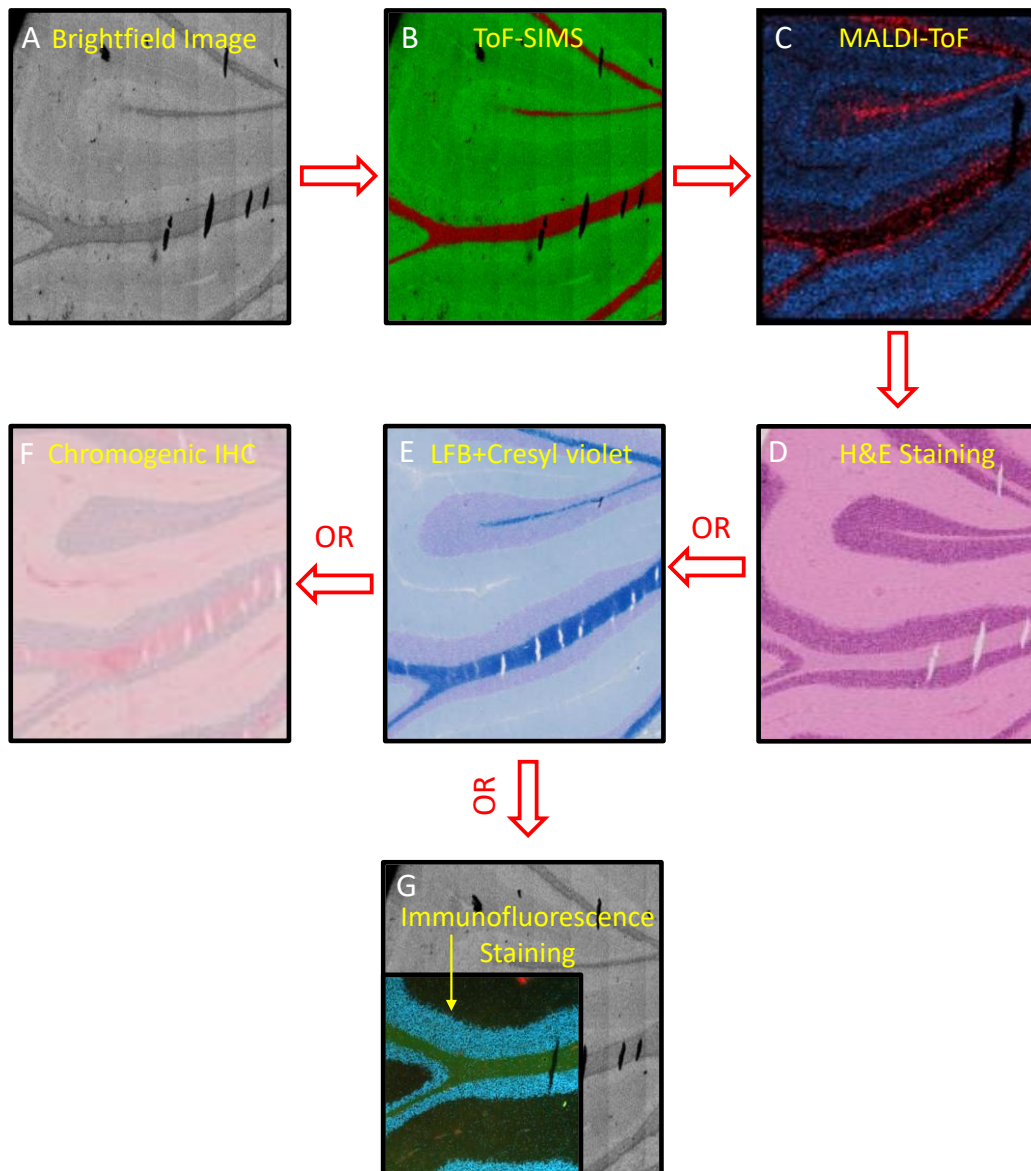 A Brightfield Image
B ToF-SIMS
C MALDI-ToF
D H&E Staining
OR
E LFB+Cresyl violet
OR
F Chromogenic IHC
OR
G
Immunofluorescence
Staining